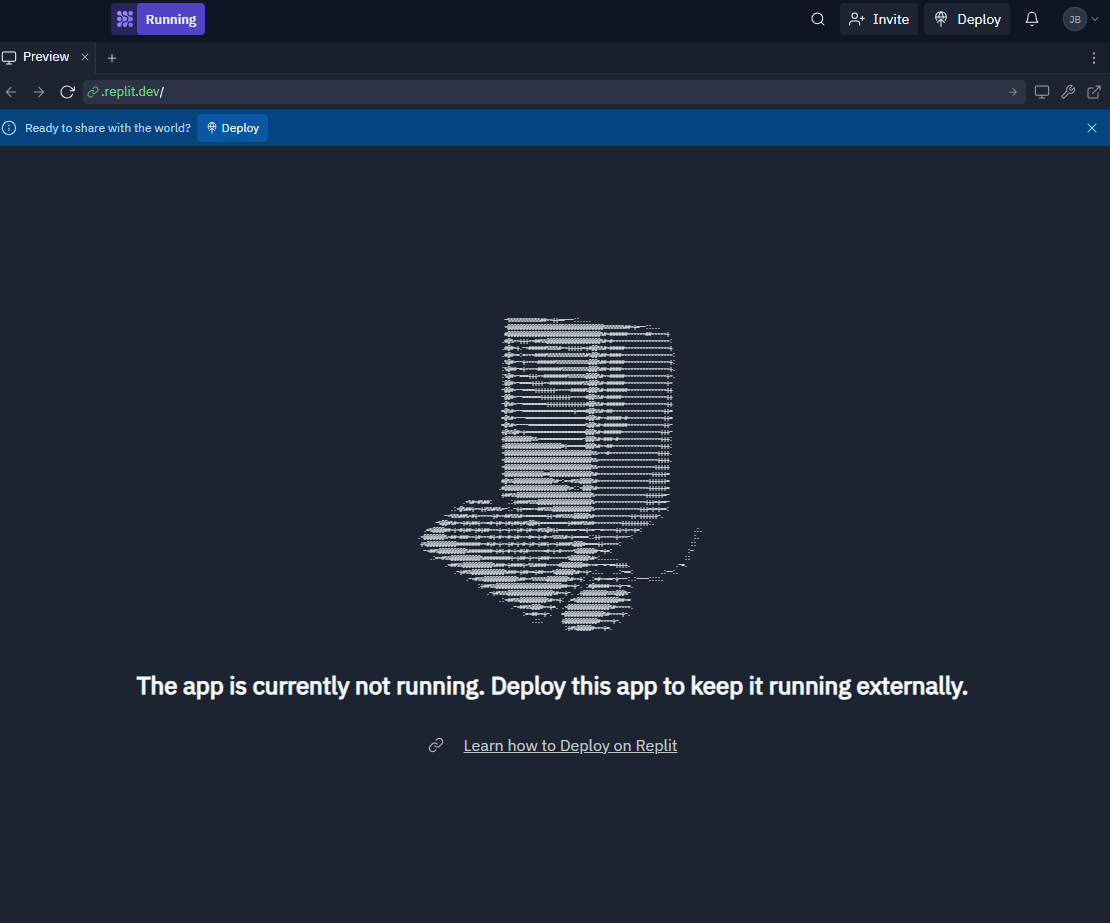 Running
Invite
Deploy
JB
Preview
.replit.dev/
Ready to share with the world?
Deploy
The app is currently not running. Deploy this app to keep it running externally.
Learn how to Deploy on Replit